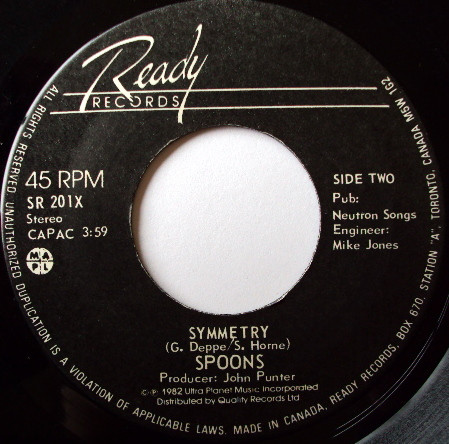 Ready
RECORDS
45 RPM
SR 201X
Stereo
CAPAC 3:59
MACL
SIDE TWO
Pub:
Neutron Songs
Engineer:
Mike Jones
SYMMETRY
(G. Deppe/S. Horne)
SPOONS
Producer: John Punter
©℗ 1982 Ultra Planet Music Incorporated
Distributed by Quality Records Ltd
ALL RIGHTS RESERVED. UNAUTHORIZED DUPLICATION IS A VIOLATION OF APPLICABLE LAWS. MADE IN CANADA, READY RECORDS, BOX 670, STATION "A", TORONTO, CANADA M5W 1G2